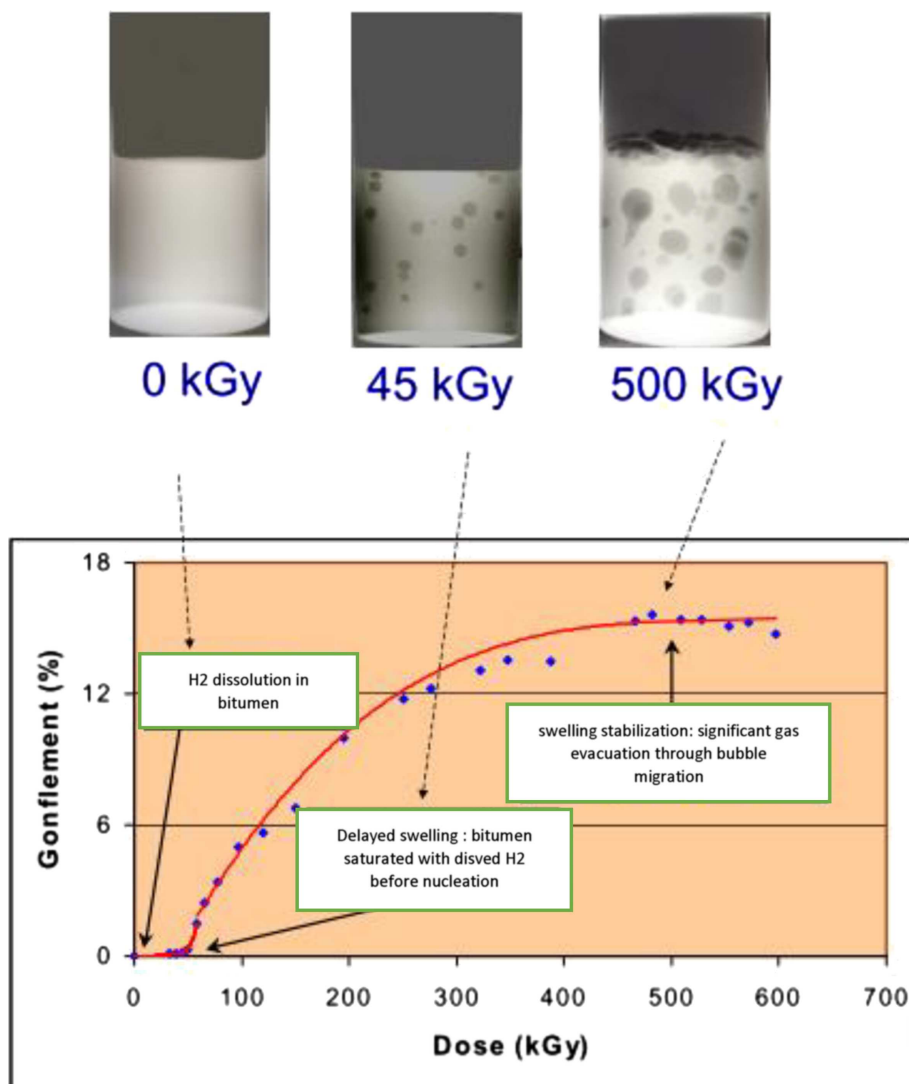 0 kGy
45 kGy
500 kGy
18
12
6
0
Gonflement (%)
H2 dissolution in
bitumen
swelling stabilization: significant gas
evacuation through bubble
migration
Delayed swelling : bitumen
saturated with disved H2
before nucleation
0
100
200
300
400
500
600
700
Dose (kGy)